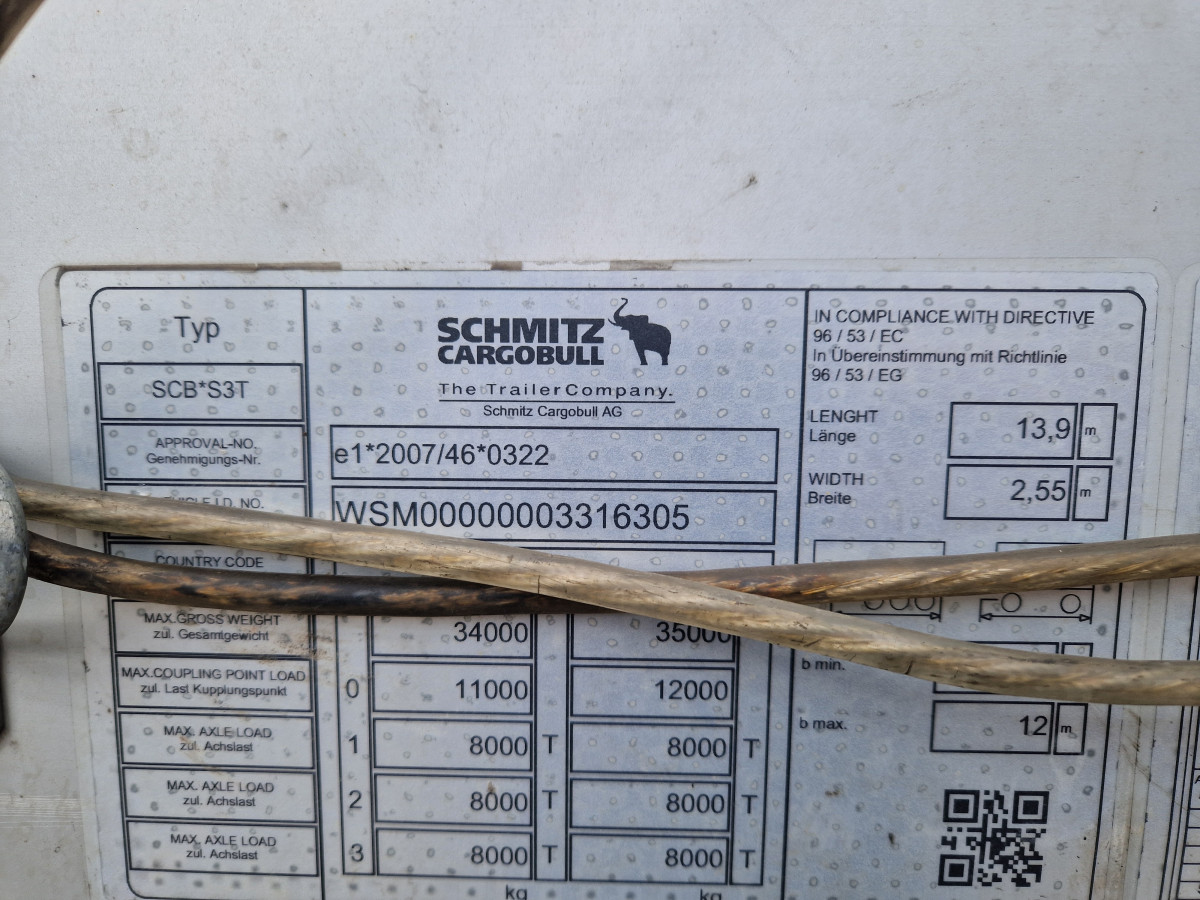 Typ
SCB*S3T
APPROVAL-NO.
Genehmigungs-Nr.
I.D. NO.
COUNTRY CODE
MAX.GROSS WEIGHT
zul. Gesamtgewicht
MAX.COUPLING POINT LOAD
zul. Last Kupplungspunkt
MAX. AXLE LOAD
zul. Achslast
MAX. AXLE LOAD
zul. Achslast
MAX. AXLE LOAD
zul. Achslast
SCHMITZ
CARGOBULL
The Trailer Company.
Schmitz Cargobull AG
e1*2007/46*0322
WSM00000003316305
34000 35000
0 11000 12000
1 8000 T 8000 T
2 8000 T 8000 T
3 8000 T 8000 T
kg kg
IN COMPLIANCE WITH DIRECTIVE
96 / 53 / EC
In Übereinstimmung mit Richtlinie
96 / 53 / EG
LENGHT
Länge
13,9 m
WIDTH
Breite
2,55 m
b min.
b max. 12 m